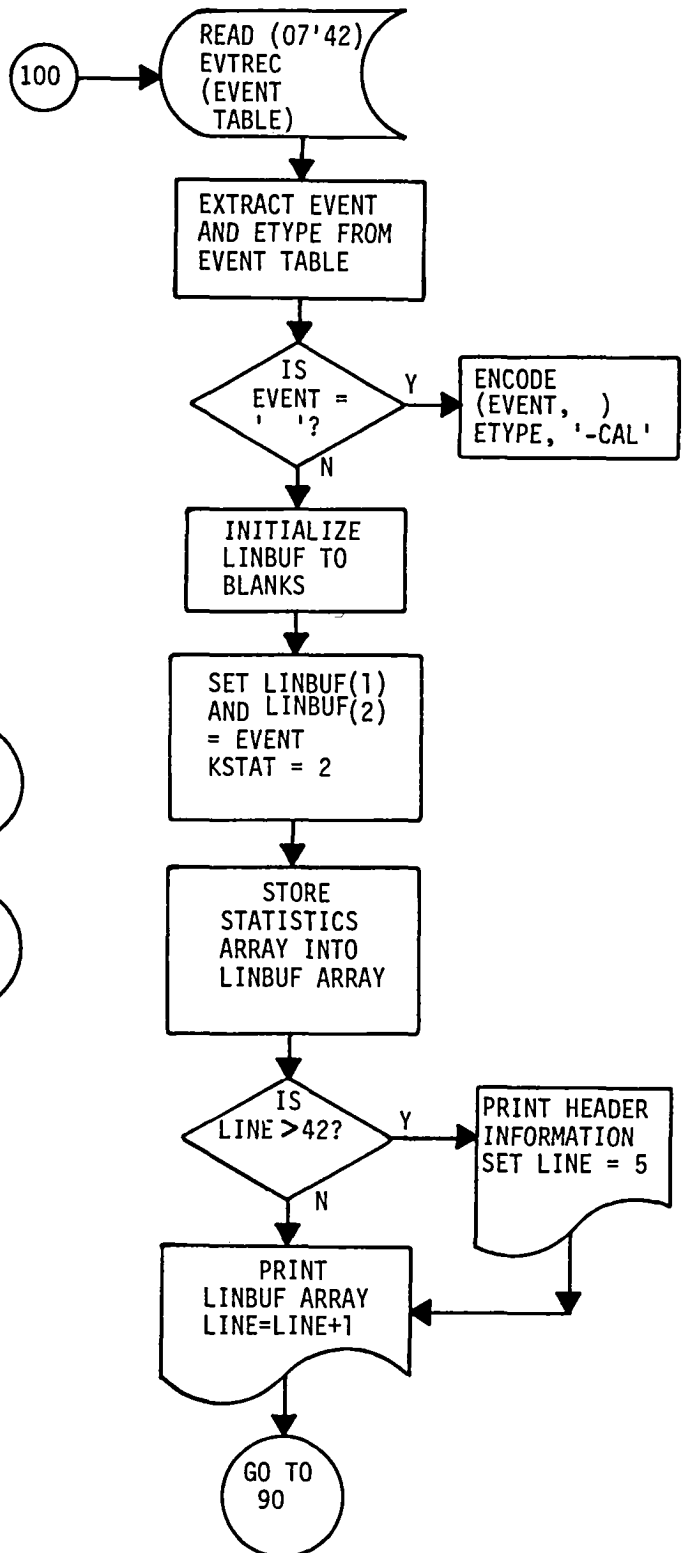 100
READ (07'42)
EVTREC
(EVENT
TABLE)
EXTRACT EVENT
AND ETYPE FROM
EVENT TABLE
IS
EVENT =
' '?
Y
N
ENCODE
(EVENT, )
ETYPE, '-CAL'
INITIALIZE
LINBUF TO
BLANKS
SET LINBUF(1)
AND LINBUF(2)
= EVENT
KSTAT = 2
STORE
STATISTICS
ARRAY INTO
LINBUF ARRAY
IS
LINE >42?
Y
N
PRINT HEADER
INFORMATION
SET LINE = 5
PRINT
LINBUF ARRAY
LINE=LINE+1
GO TO
90